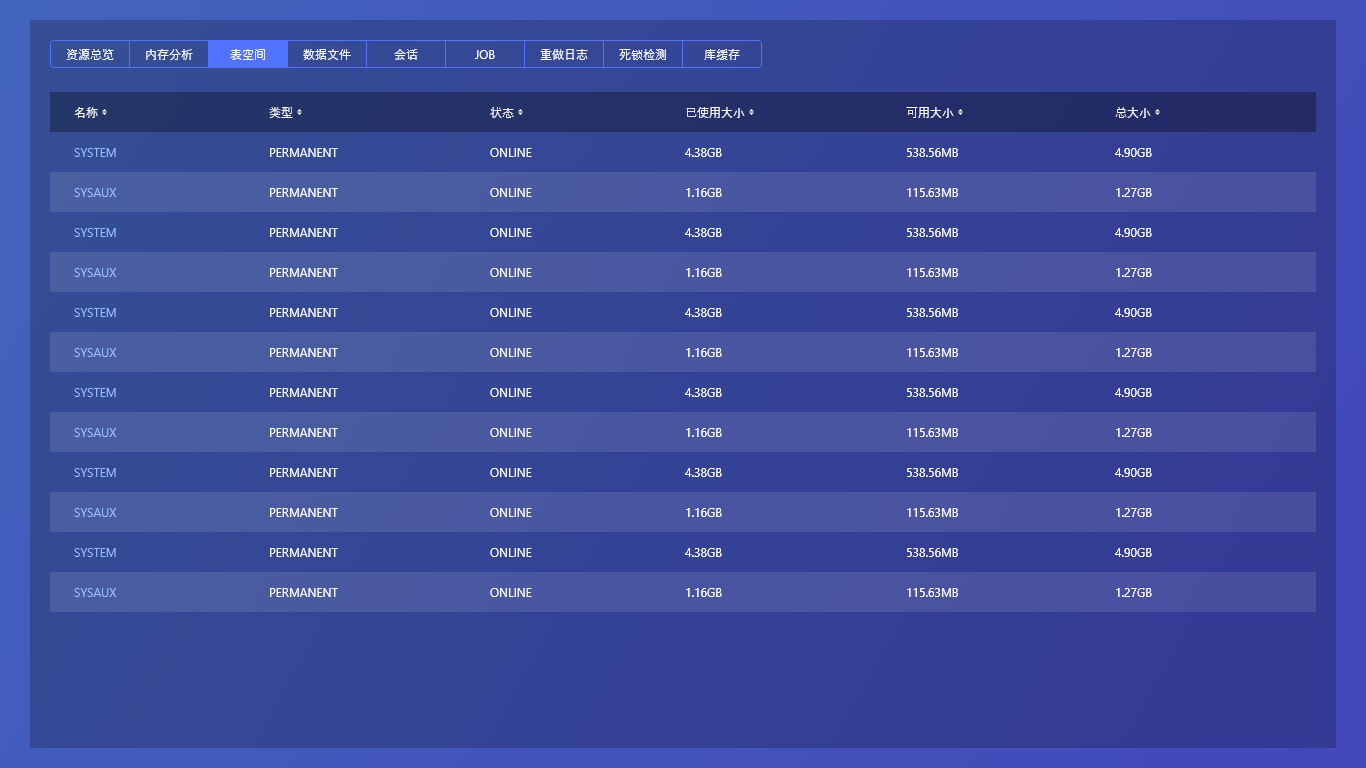 资源总览 内存分析 表空间 数据文件 会话 JOB 重做日志 死锁检测 库缓存
名称 类型 状态 已使用大小 可用大小 总大小
SYSTEM PERMANENT ONLINE 4.38GB 538.56MB 4.90GB
SYSAUX PERMANENT ONLINE 1.16GB 115.63MB 1.27GB
SYSTEM PERMANENT ONLINE 4.38GB 538.56MB 4.90GB
SYSAUX PERMANENT ONLINE 1.16GB 115.63MB 1.27GB
SYSTEM PERMANENT ONLINE 4.38GB 538.56MB 4.90GB
SYSAUX PERMANENT ONLINE 1.16GB 115.63MB 1.27GB
SYSTEM PERMANENT ONLINE 4.38GB 538.56MB 4.90GB
SYSAUX PERMANENT ONLINE 1.16GB 115.63MB 1.27GB
SYSTEM PERMANENT ONLINE 4.38GB 538.56MB 4.90GB
SYSAUX PERMANENT ONLINE 1.16GB 115.63MB 1.27GB
SYSTEM PERMANENT ONLINE 4.38GB 538.56MB 4.90GB
SYSAUX PERMANENT ONLINE 1.16GB 115.63MB 1.27GB